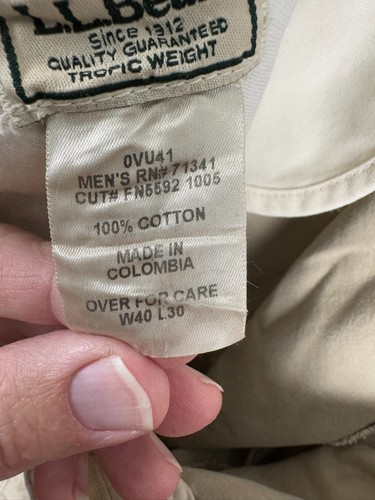 L.L.Bean
Since 1912
QUALITY GUARANTEED
TROPIC WEIGHT
0VU41
MEN'S RN# 71341
CUT# FN5592 1005
100% COTTON
MADE IN
COLOMBIA
OVER FOR CARE
W40 L30